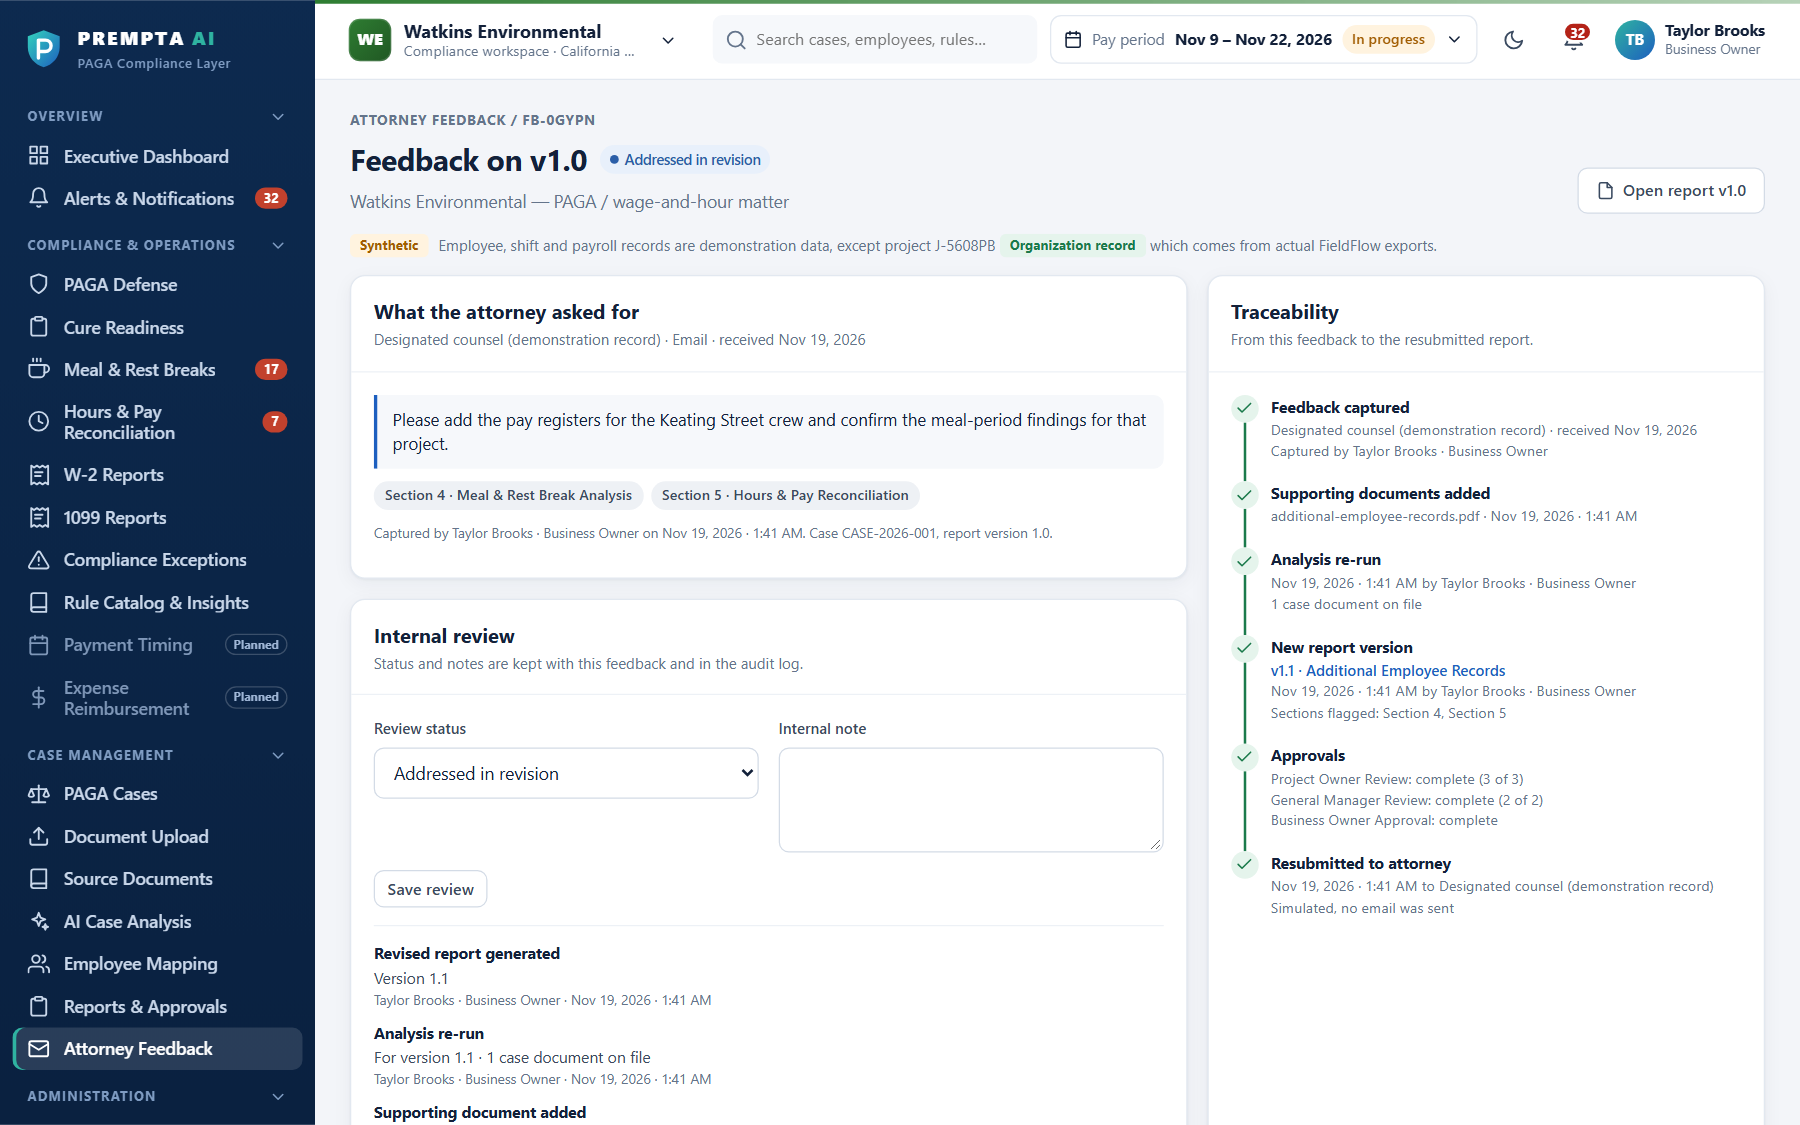 PREMPTA AI
PAGA Compliance Layer
OVERVIEW
Executive Dashboard
Alerts & Notifications 32
COMPLIANCE & OPERATIONS
PAGA Defense
Cure Readiness
Meal & Rest Breaks 17
Hours & Pay
Reconciliation
7
W-2 Reports
1099 Reports
Compliance Exceptions
Rule Catalog & Insights
Payment Timing Planned
Expense
Reimbursement
Planned
CASE MANAGEMENT
PAGA Cases
Document Upload
Source Documents
AI Case Analysis
Employee Mapping
Reports & Approvals
Attorney Feedback
ADMINISTRATION
WE
Watkins Environmental
Compliance workspace · California ...
Search cases, employees, rules...
Pay period Nov 9 – Nov 22, 2026 In progress
32
TB
Taylor Brooks
Business Owner
ATTORNEY FEEDBACK / FB-0GYPN
Feedback on v1.0 Addressed in revision
Watkins Environmental — PAGA / wage-and-hour matter
Open report v1.0
Synthetic Employee, shift and payroll records are demonstration data, except project J-5608PB Organization record which comes from actual FieldFlow exports.
What the attorney asked for
Designated counsel (demonstration record) · Email · received Nov 19, 2026
Please add the pay registers for the Keating Street crew and confirm the meal-period findings for that
project.
Section 4 · Meal & Rest Break Analysis Section 5 · Hours & Pay Reconciliation
Captured by Taylor Brooks · Business Owner on Nov 19, 2026 · 1:41 AM. Case CASE-2026-001, report version 1.0.
Internal review
Status and notes are kept with this feedback and in the audit log.
Review status
Addressed in revision
Internal note
Save review
Revised report generated
Version 1.1
Taylor Brooks · Business Owner · Nov 19, 2026 · 1:41 AM
Analysis re-run
For version 1.1 · 1 case document on file
Taylor Brooks · Business Owner · Nov 19, 2026 · 1:41 AM
Supporting document added
Traceability
From this feedback to the resubmitted report.
Feedback captured
Designated counsel (demonstration record) · received Nov 19, 2026
Captured by Taylor Brooks · Business Owner
Supporting documents added
additional-employee-records.pdf · Nov 19, 2026 · 1:41 AM
Analysis re-run
Nov 19, 2026 · 1:41 AM by Taylor Brooks · Business Owner
1 case document on file
New report version
v1.1 · Additional Employee Records
Nov 19, 2026 · 1:41 AM by Taylor Brooks · Business Owner
Sections flagged: Section 4, Section 5
Approvals
Project Owner Review: complete (3 of 3)
General Manager Review: complete (2 of 2)
Business Owner Approval: complete
Resubmitted to attorney
Nov 19, 2026 · 1:41 AM to Designated counsel (demonstration record)
Simulated, no email was sent